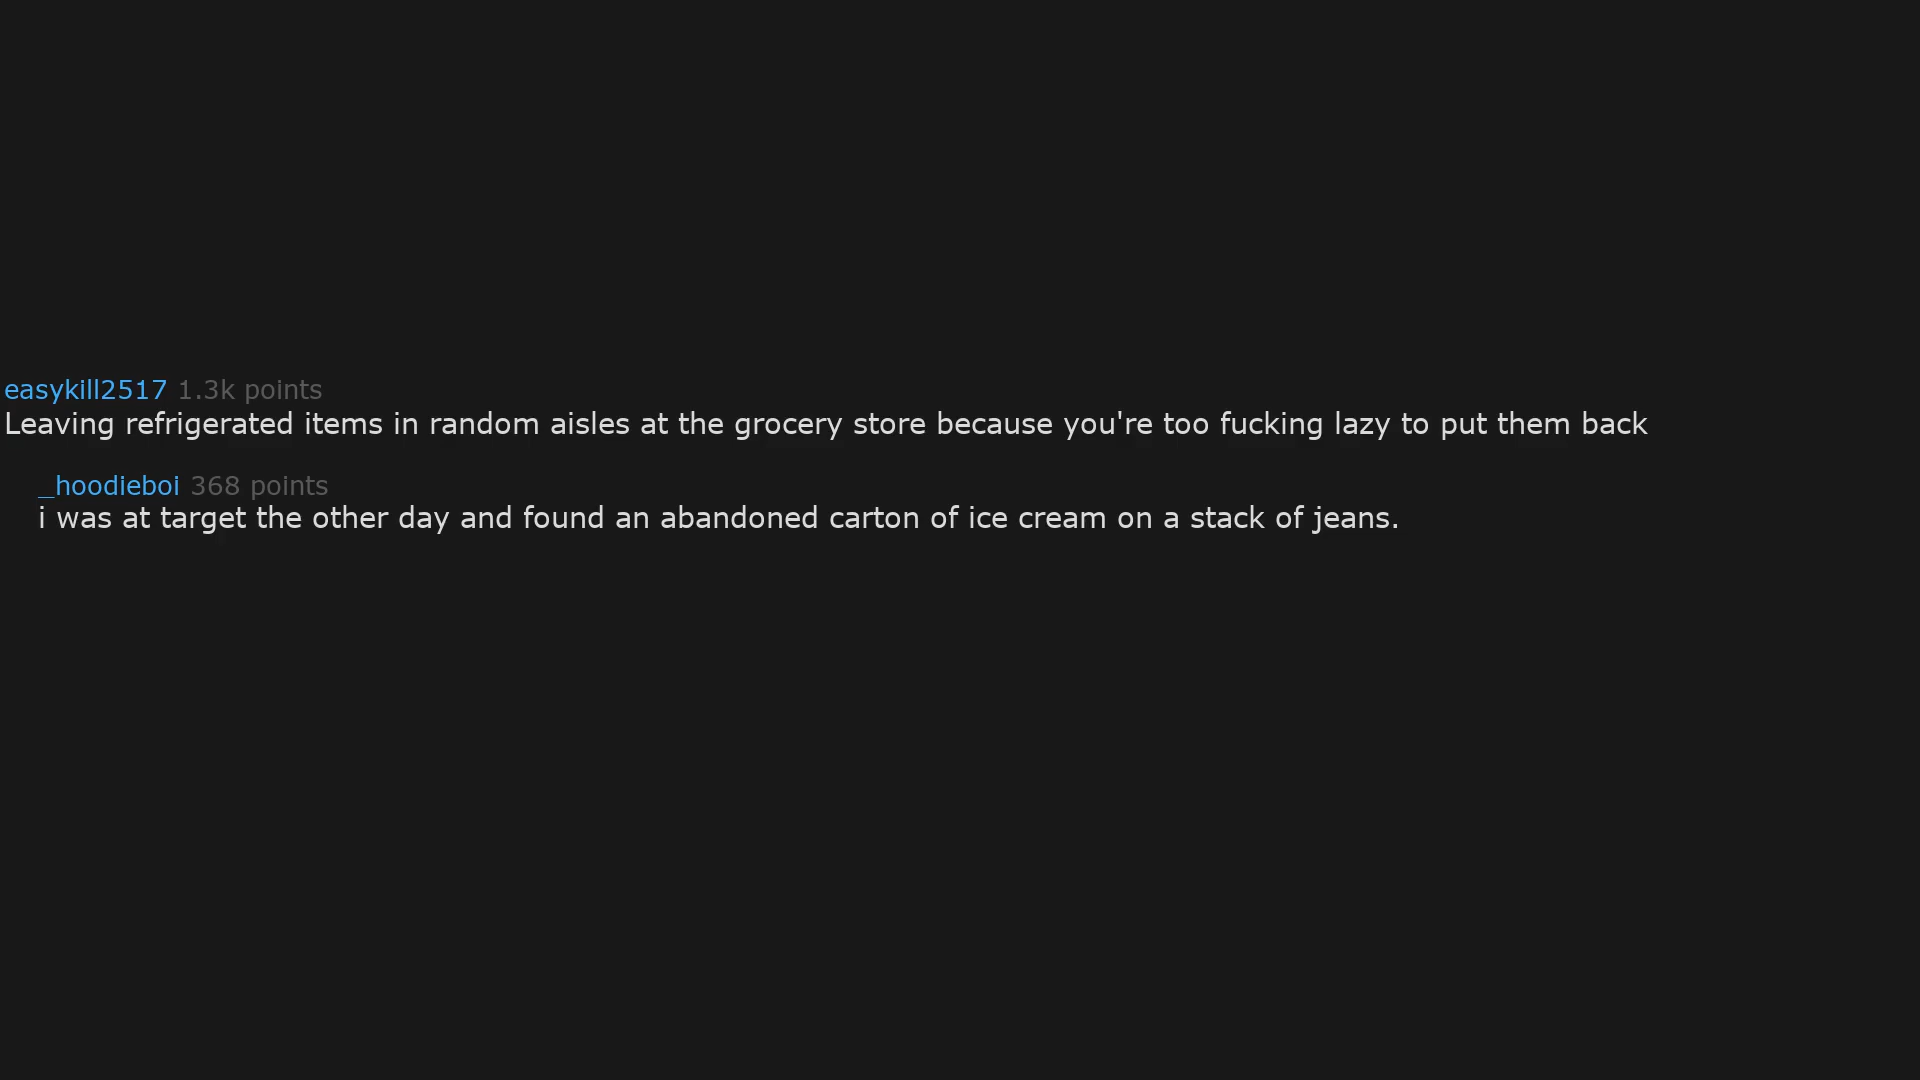 easykill2517 1.3k points
Leaving refrigerated items in random aisles at the grocery store because you're too fucking lazy to put them back
_hoodieboi 368 points
i was at target the other day and found an abandoned carton of ice cream on a stack of jeans.